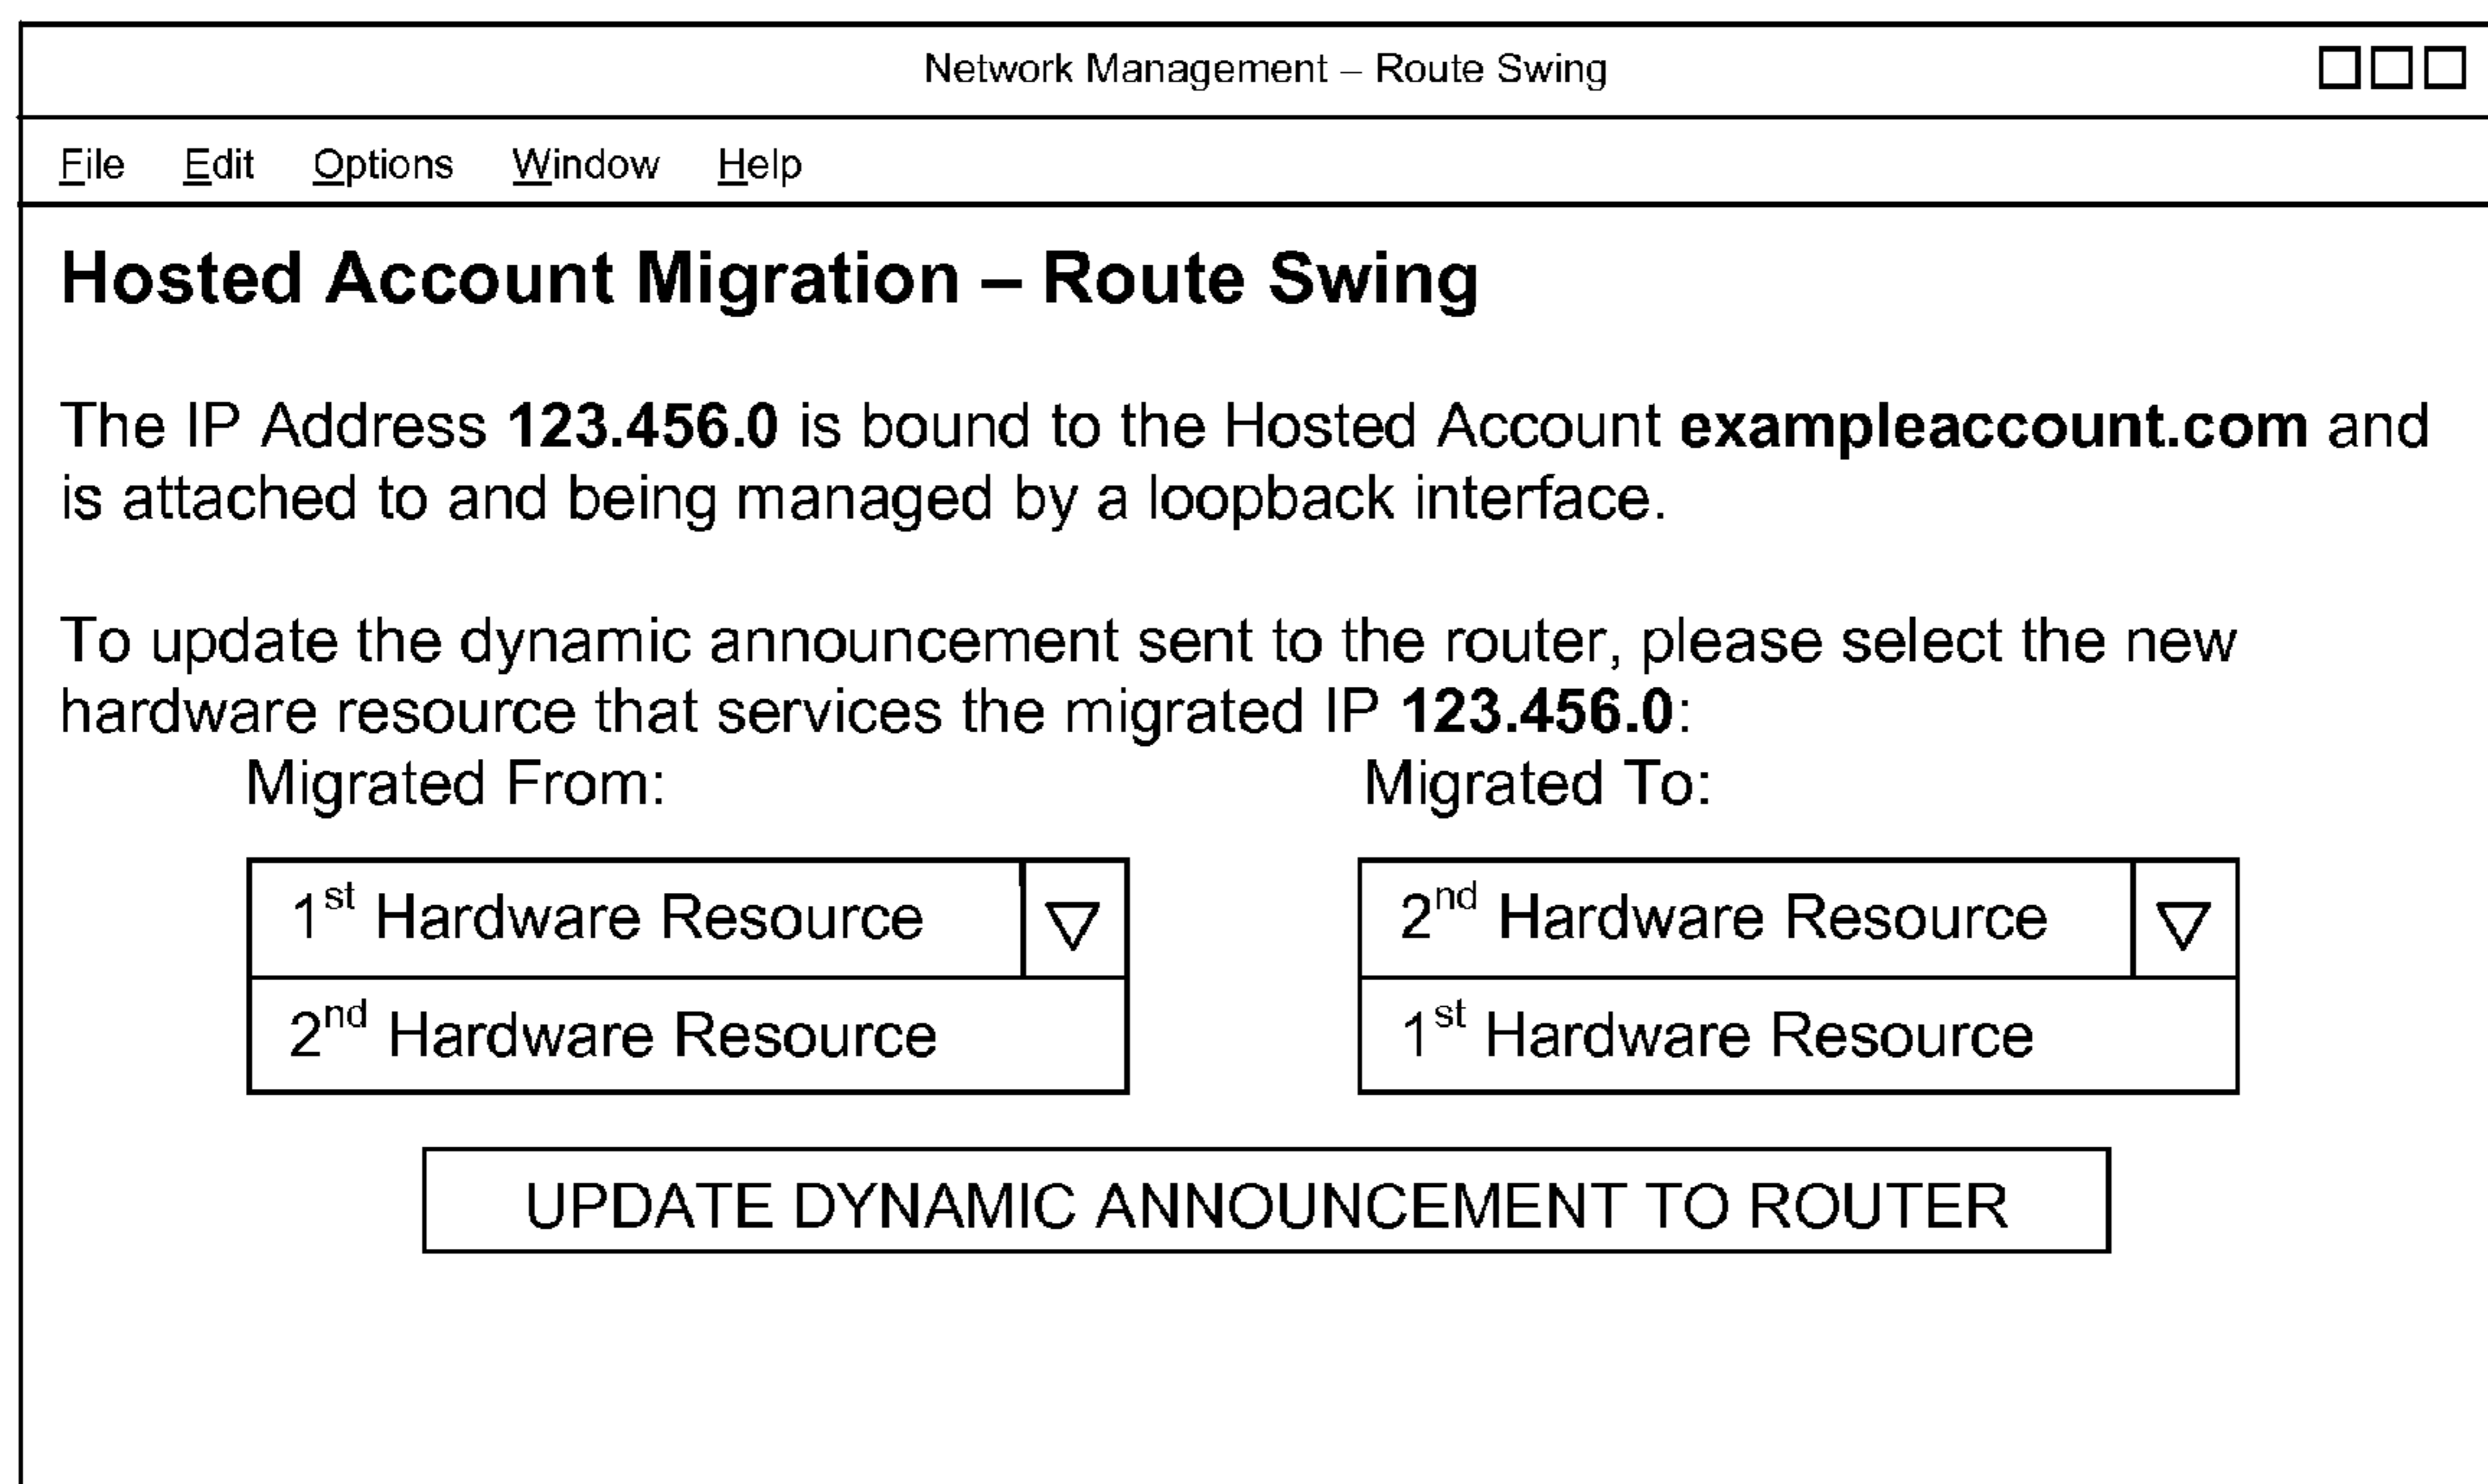 Network Management – Route Swing
File Edit Options Window Help
Hosted Account Migration – Route Swing
The IP Address 123.456.0 is bound to the Hosted Account exampleaccount.com and
is attached to and being managed by a loopback interface.
To update the dynamic announcement sent to the router, please select the new
hardware resource that services the migrated IP 123.456.0:
Migrated From: Migrated To:
1st Hardware Resource 2nd Hardware Resource
2nd Hardware Resource 1st Hardware Resource
UPDATE DYNAMIC ANNOUNCEMENT TO ROUTER